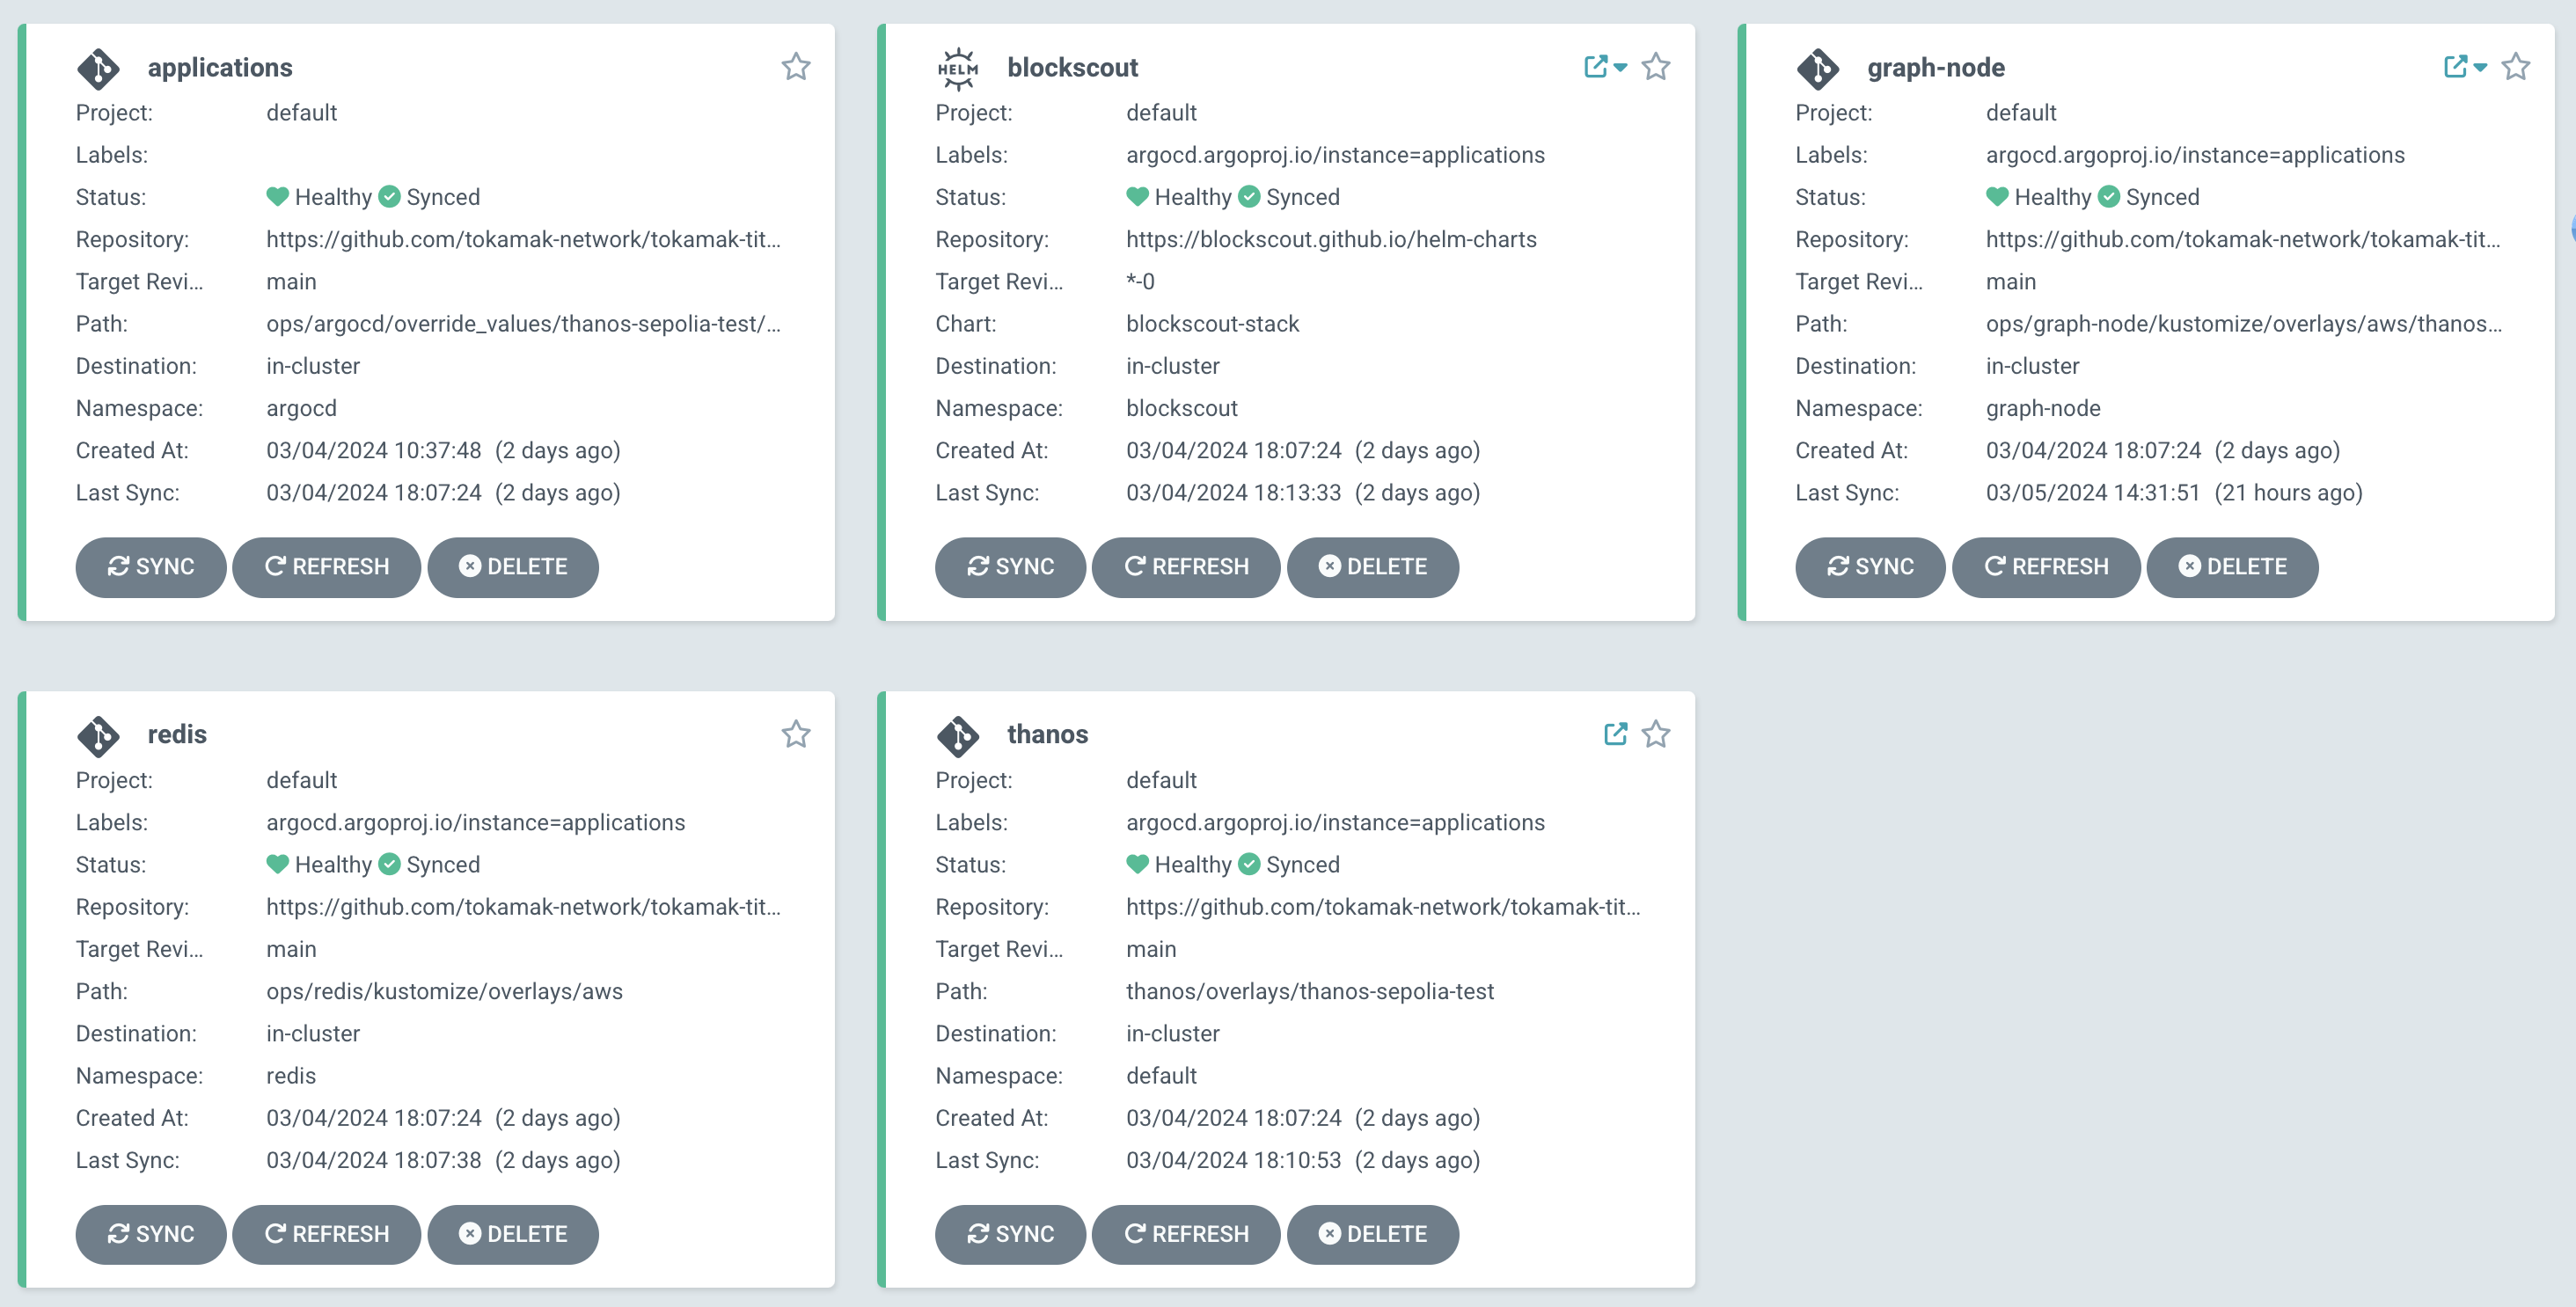 applications
Project: default
Labels:
Status: Healthy Synced
Repository: https://github.com/tokamak-network/tokamak-tit...
Target Revi... main
Path: ops/argocd/override_values/thanos-sepolia-test/...
Destination: in-cluster
Namespace: argocd
Created At: 03/04/2024 10:37:48 (2 days ago)
Last Sync: 03/04/2024 18:07:24 (2 days ago)
SYNC REFRESH DELETE
HELM
blockscout
Project: default
Labels: argocd.argoproj.io/instance=applications
Status: Healthy Synced
Repository: https://blockscout.github.io/helm-charts
Target Revi... *-0
Chart: blockscout-stack
Destination: in-cluster
Namespace: blockscout
Created At: 03/04/2024 18:07:24 (2 days ago)
Last Sync: 03/04/2024 18:13:33 (2 days ago)
SYNC REFRESH DELETE
graph-node
Project: default
Labels: argocd.argoproj.io/instance=applications
Status: Healthy Synced
Repository: https://github.com/tokamak-network/tokamak-tit...
Target Revi... main
Path: ops/graph-node/kustomize/overlays/aws/thanos...
Destination: in-cluster
Namespace: graph-node
Created At: 03/04/2024 18:07:24 (2 days ago)
Last Sync: 03/05/2024 14:31:51 (21 hours ago)
SYNC REFRESH DELETE
redis
Project: default
Labels: argocd.argoproj.io/instance=applications
Status: Healthy Synced
Repository: https://github.com/tokamak-network/tokamak-tit...
Target Revi... main
Path: ops/redis/kustomize/overlays/aws
Destination: in-cluster
Namespace: redis
Created At: 03/04/2024 18:07:24 (2 days ago)
Last Sync: 03/04/2024 18:07:38 (2 days ago)
SYNC REFRESH DELETE
thanos
Project: default
Labels: argocd.argoproj.io/instance=applications
Status: Healthy Synced
Repository: https://github.com/tokamak-network/tokamak-tit...
Target Revi... main
Path: thanos/overlays/thanos-sepolia-test
Destination: in-cluster
Namespace: default
Created At: 03/04/2024 18:07:24 (2 days ago)
Last Sync: 03/04/2024 18:10:53 (2 days ago)
SYNC REFRESH DELETE